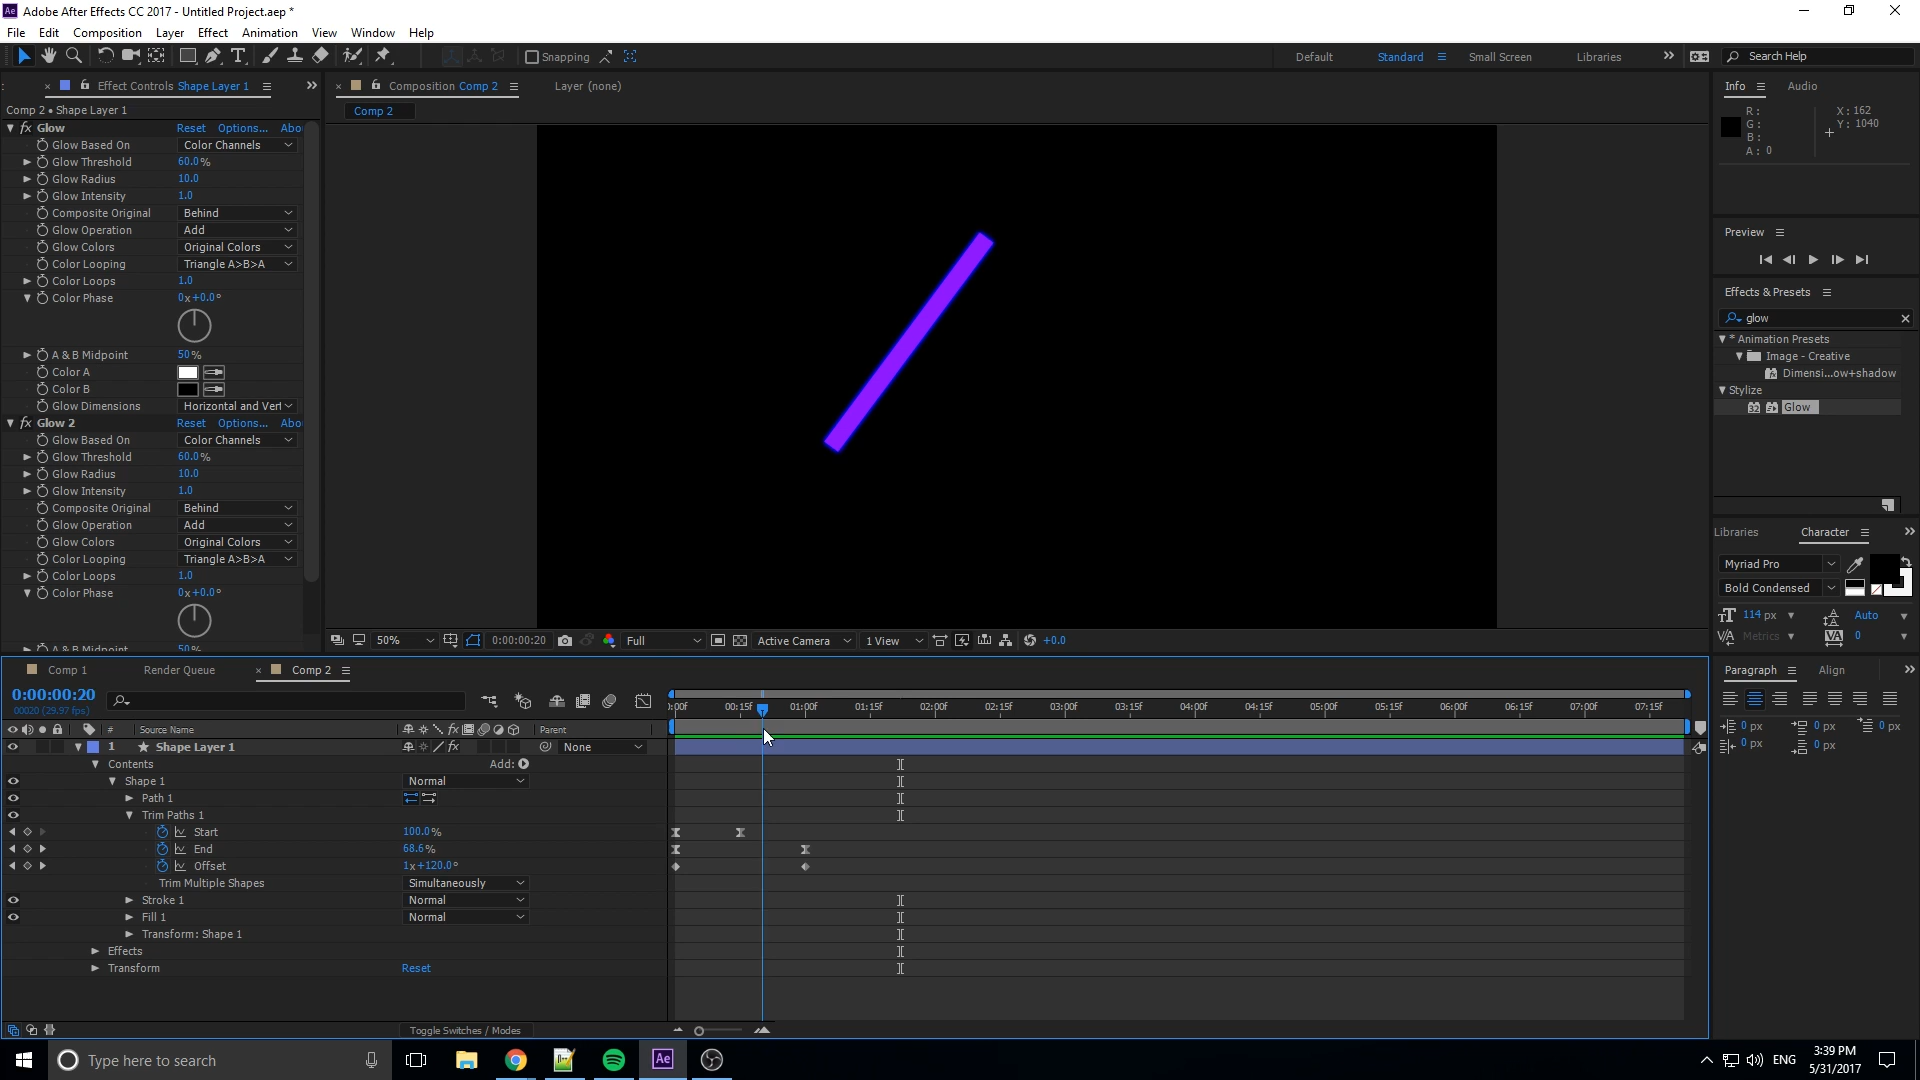 Ae Adobe After Effects CC 2017 - Untitled Project.aep *
File Edit Composition Layer Effect Animation View Window Help
Snapping
Default Standard Small Screen Libraries Search Help
Effect Controls Shape Layer 1
Comp 2 • Shape Layer 1
fx Glow Reset Options... Abo
Glow Based On Color Channels
Glow Threshold 60.0%
Glow Radius 10.0
Glow Intensity 1.0
Composite Original Behind
Glow Operation Add
Glow Colors Original Colors
Color Looping Triangle A>B>A
Color Loops 1.0
Color Phase 0x+0.0°
A & B Midpoint 50%
Color A
Color B
Glow Dimensions Horizontal and Vert
fx Glow 2 Reset Options... Abo
Glow Based On Color Channels
Glow Threshold 60.0%
Glow Radius 10.0
Glow Intensity 1.0
Composite Original Behind
Glow Operation Add
Glow Colors Original Colors
Color Looping Triangle A>B>A
Color Loops 1.0
Color Phase 0x+0.0°
A & B Midpoint 50%
Composition Comp 2 Layer (none)
Comp 2
50% 0:00:00:20 Full Active Camera 1 View +0.0
Info Audio
R: X: 162
G: Y: 1040
B:
A: 0
Preview
Effects & Presets
glow
* Animation Presets
Image - Creative
Dimensi...ow+shadow
Stylize
32 Glow
Libraries Character
Myriad Pro
Bold Condensed
114 px Auto
Metrics 0
Paragraph Align
0 px 0 px 0 px
0 px 0 px
Comp 1 Render Queue Comp 2
0:00:00:20
00020 (29.97 fps)
:00f 00:15f 01:00f 01:15f 02:00f 02:15f 03:00f 03:15f 04:00f 04:15f 05:00f 05:15f 06:00f 06:15f 07:00f 07:15f
# Source Name fx Parent
1 Shape Layer 1 fx None
Contents Add:
Shape 1 Normal
Path 1
Trim Paths 1
Start 100.0%
End 68.6%
Offset 1x+120.0°
Trim Multiple Shapes Simultaneously
Stroke 1 Normal
Fill 1 Normal
Transform: Shape 1
Effects
Transform Reset
Toggle Switches / Modes
Type here to search
Ae
ENG
3:39 PM
5/31/2017